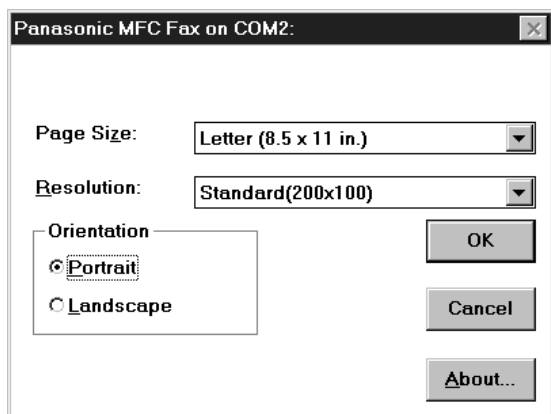 Panasonic MFC Fax on COM2:
Page Size:
Letter (8.5 x 11 in.)
Resolution:
Standard(200x100)
Orientation
Portrait
Landscape
OK
Cancel
About...